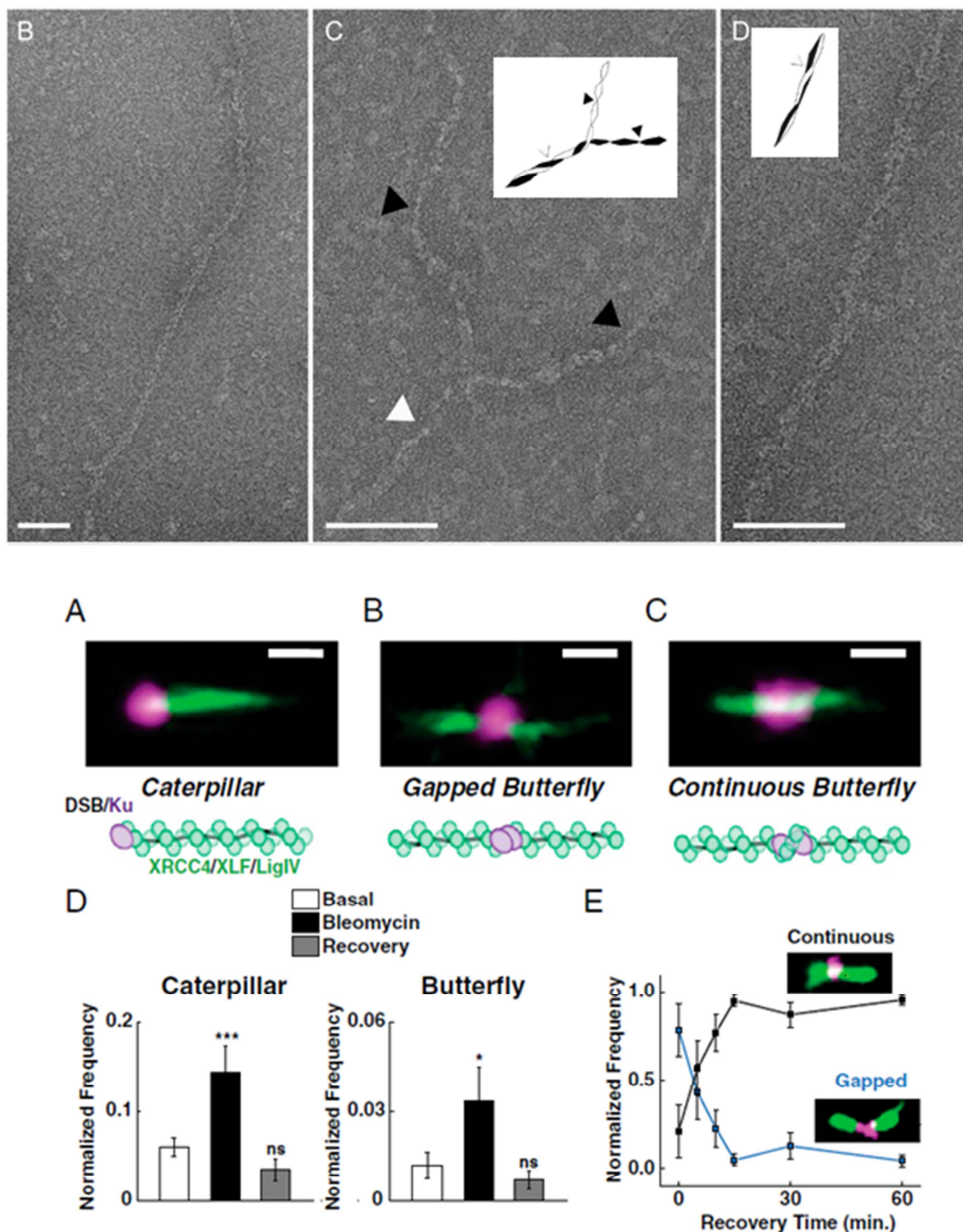 B
C
D
A
B
C
Caterpillar
Gapped Butterfly
Continuous Butterfly
DSB/Ku
XRCC4/XLF/LigIV
D
Basal
Bleomycin
Recovery
Caterpillar
Normalized Frequency
0.2
0.1
0
***
ns
Butterfly
Normalized Frequency
0.06
0.03
0
*
ns
E
Continuous
Gapped
Normalized Frequency
1.0
0.5
0.0
0
30
60
Recovery Time (min.)